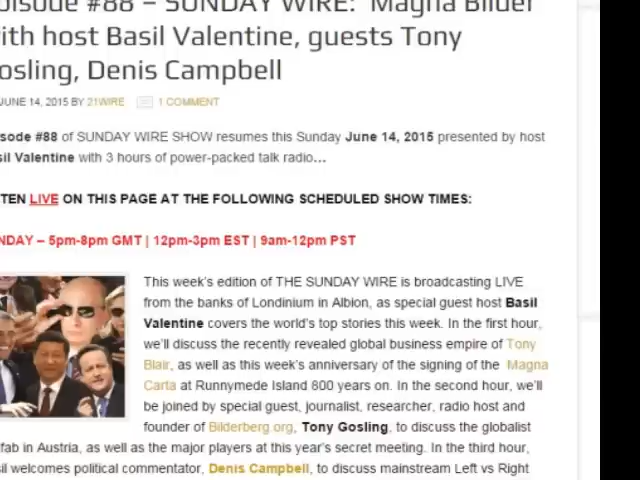 pisode #88 – SUNDAY WIRE: 'Magna Bilder'
ith host Basil Valentine, guests Tony
osling, Denis Campbell
JUNE 14, 2015 BY 21WIRE 1 COMMENT
sode #88 of SUNDAY WIRE SHOW resumes this Sunday June 14, 2015 presented by host
sil Valentine with 3 hours of power-packed talk radio…
TEN LIVE ON THIS PAGE AT THE FOLLOWING SCHEDULED SHOW TIMES:
NDAY – 5pm-8pm GMT | 12pm-3pm EST | 9am-12pm PST
This week's edition of THE SUNDAY WIRE is broadcasting LIVE
from the banks of Londinium in Albion, as special guest host Basil
Valentine covers the world's top stories this week. In the first hour,
we'll discuss the recently revealed global business empire of Tony
Blair, as well as this week's anniversary of the signing of the Magna
Carta at Runnymede Island 800 years on. In the second hour, we'll
be joined by special guest, journalist, researcher, radio host and
founder of Bilderberg.org, Tony Gosling, to discuss the globalist
fab in Austria, as well as the major players at this year's secret meeting. In the third hour,
sil welcomes political commentator, Denis Campbell, to discuss mainstream Left vs Right